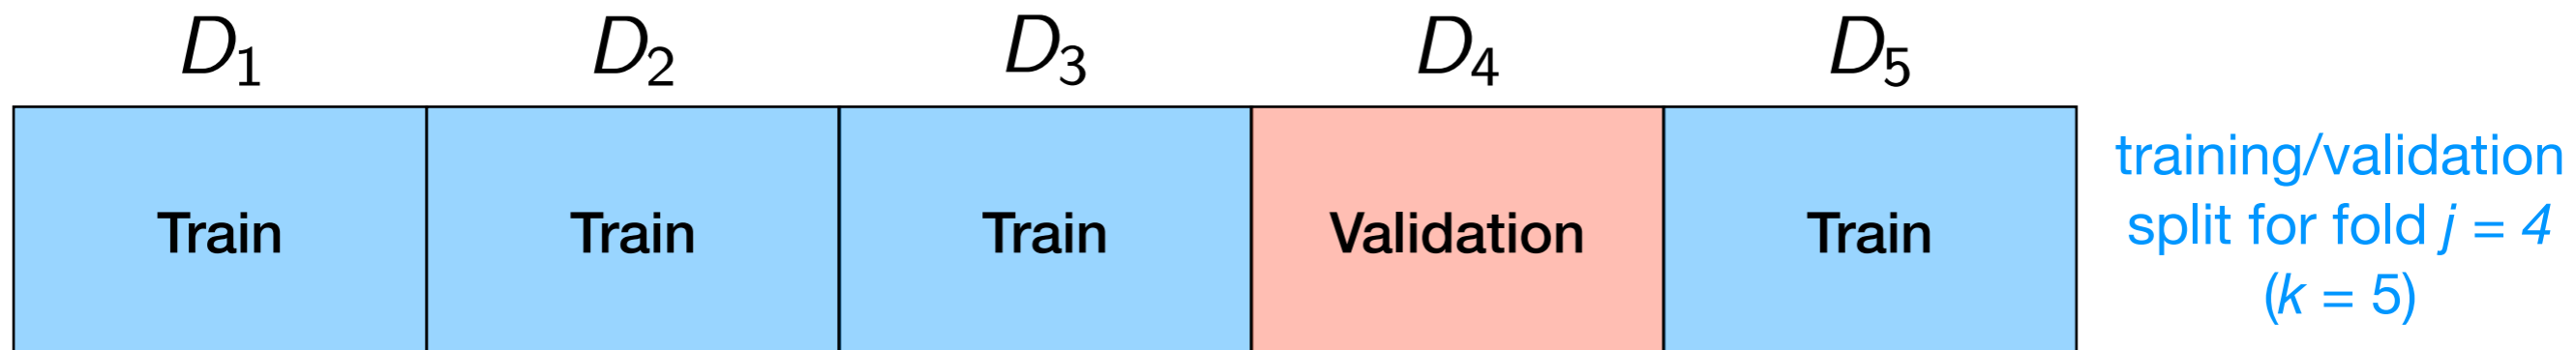 D₁ D₂ D₃ D₄ D₅
Train Train Train Validation Train
training/validation
split for fold j = 4
(k = 5)